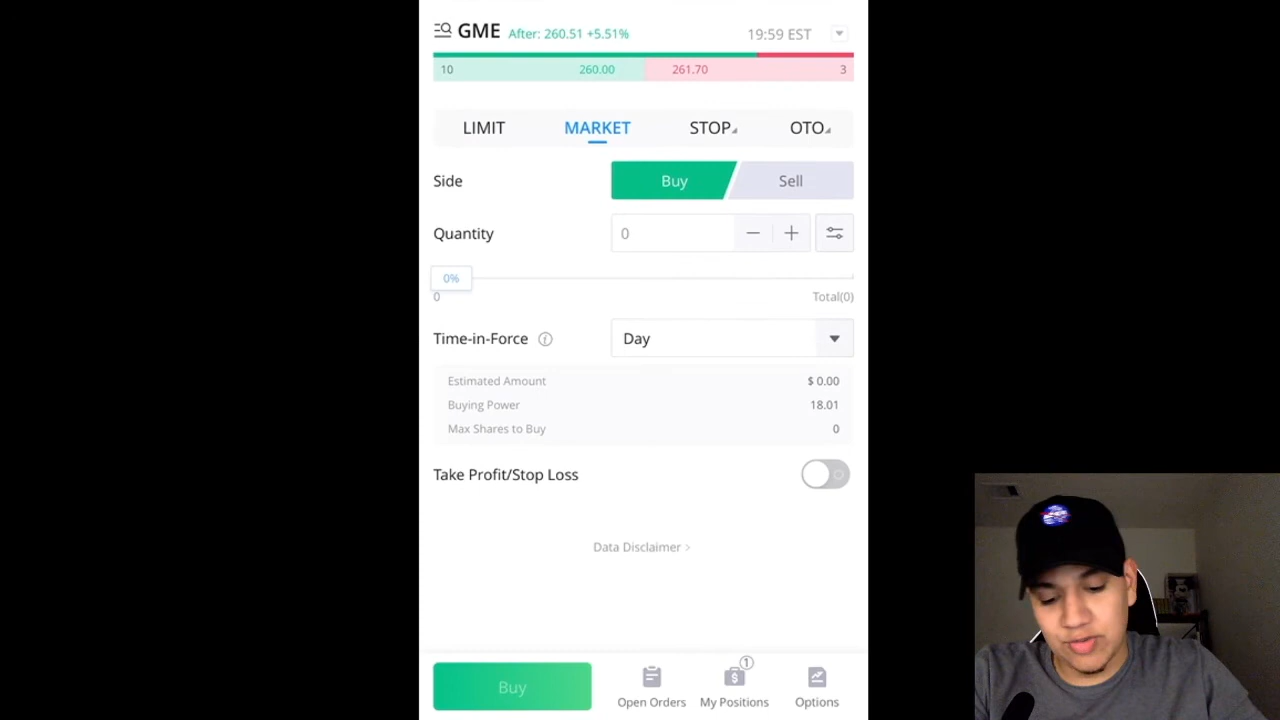 GME After: 260.51 +5.51% 19:59 EST
10 260.00 261.70 3
LIMIT MARKET STOP OTO
Side Buy Sell
Quantity 0 − +
0%
0 Total(0)
Time-in-Force i Day
Estimated Amount $ 0.00
Buying Power 18.01
Max Shares to Buy 0
Take Profit/Stop Loss
Data Disclaimer >
Buy
1
$
Open Orders My Positions Options